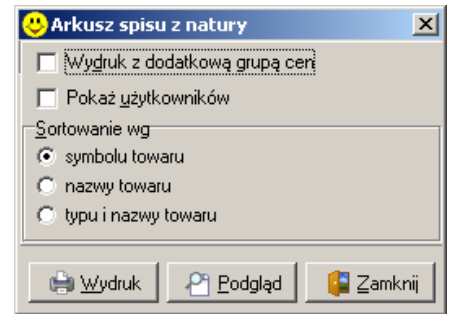 Arkusz spisu z natury
Wydruk z dodatkową grupą cen
Pokaż użytkowników
Sortowanie wg
symbolu towaru
nazwy towaru
typu i nazwy towaru
Wydruk Podgląd Zamknij